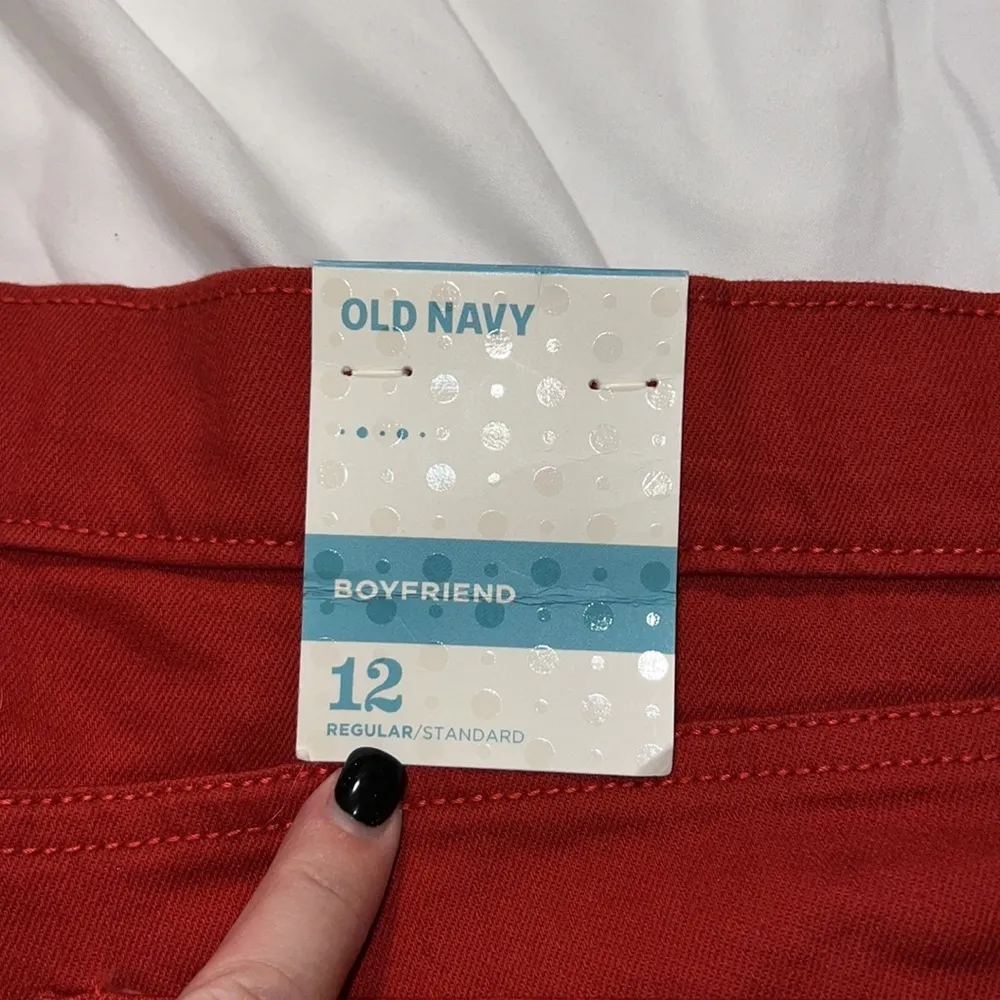 OLD NAVY
BOYFRIEND
12
REGULAR/STANDARD